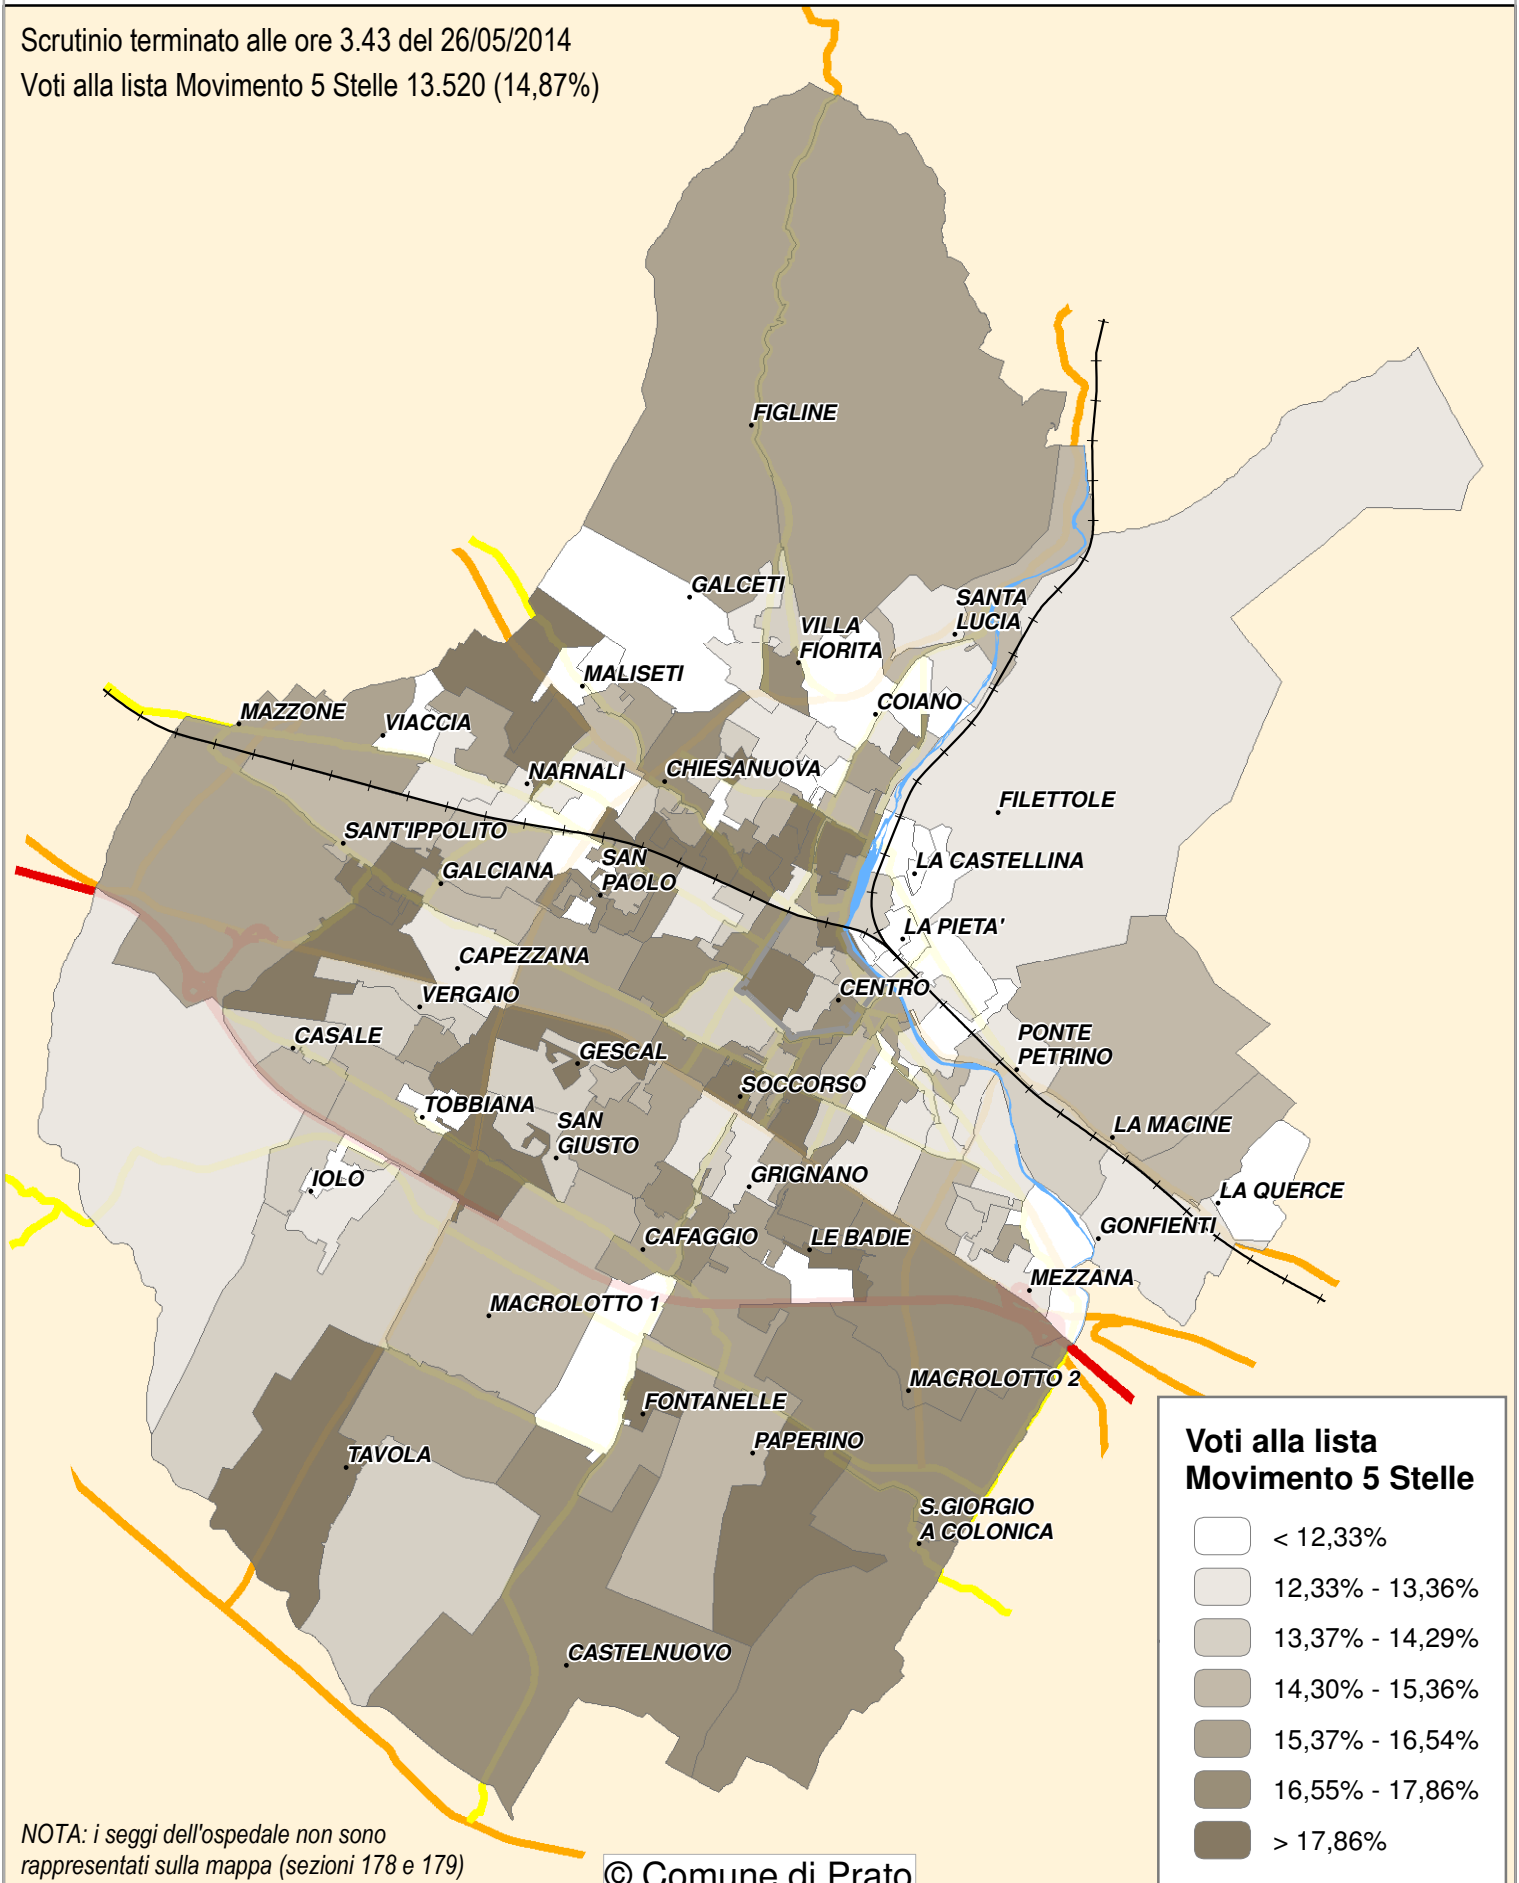 Scrutinio terminato alle ore 3.43 del 26/05/2014
Voti alla lista Movimento 5 Stelle 13.520 (14,87%)
FIGLINE
GALCETI
SANTA
LUCIA
VILLA
FIORITA
MALISETI
COIANO
MAZZONE
VIACCIA
NARNALI
CHIESANUOVA
FILETTOLE
SANT'IPPOLITO
GALCIANA
SAN
PAOLO
LA CASTELLINA
LA PIETA'
CAPEZZANA
VERGAIO
CENTRO
CASALE
GESCAL
PONTE
PETRINO
SOCCORSO
TOBBIANA
SAN
GIUSTO
LA MACINE
IOLO
GRIGNANO
LA QUERCE
CAFAGGIO
LE BADIE
GONFIENTI
MEZZANA
MACROLOTTO 1
MACROLOTTO 2
FONTANELLE
PAPERINO
TAVOLA
S.GIORGIO
A COLONICA
CASTELNUOVO
Voti alla lista
Movimento 5 Stelle
< 12,33%
12,33% - 13,36%
13,37% - 14,29%
14,30% - 15,36%
15,37% - 16,54%
16,55% - 17,86%
> 17,86%
NOTA: i seggi dell'ospedale non sono
rappresentati sulla mappa (sezioni 178 e 179)
© Comune di Prato